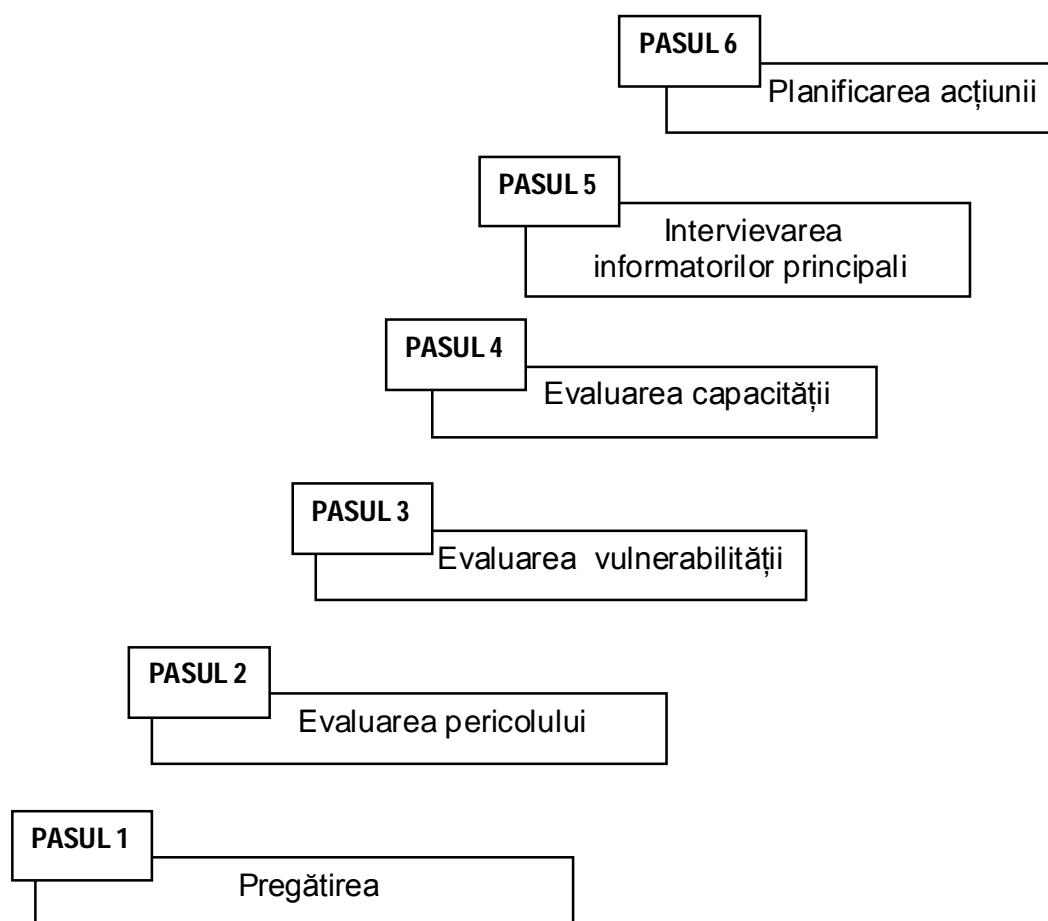 PASUL 6
Planificarea acțiunii
PASUL 5
Intervievarea
informatorilor principali
PASUL 4
Evaluarea capacității
PASUL 3
Evaluarea vulnerabilității
PASUL 2
Evaluarea pericolului
PASUL 1
Pregătirea